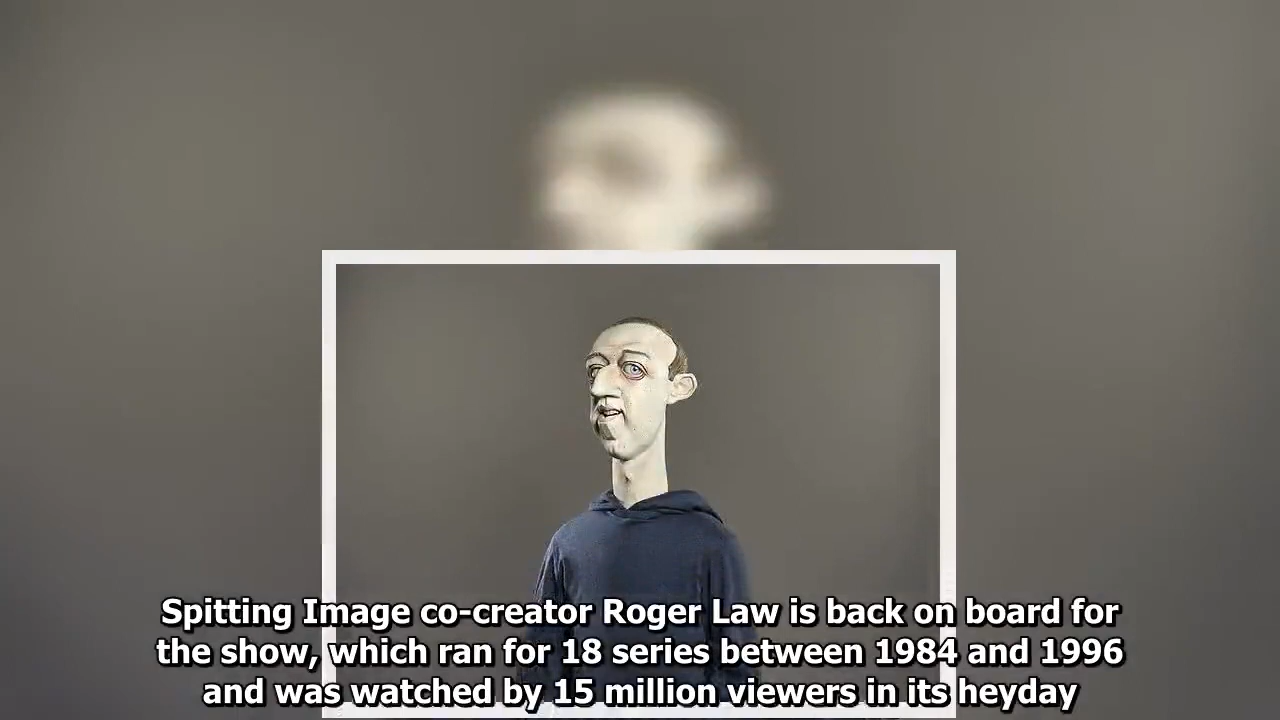 Spitting Image co-creator Roger Law is back on board for
the show, which ran for 18 series between 1984 and 1996
and was watched by 15 million viewers in its heyday